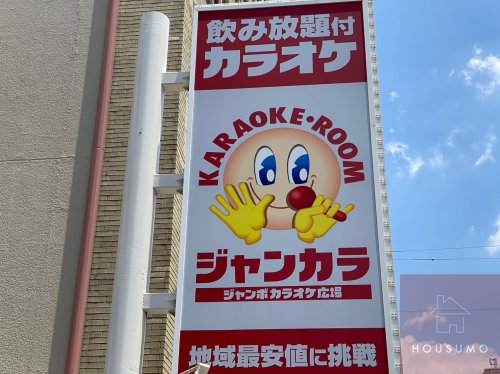 飲み放題付
カラオケ
KARAOKE・ROOM
ジャンカラ
ジャンボカラオケ広場
地域最安値に挑戦
HOUSUMO